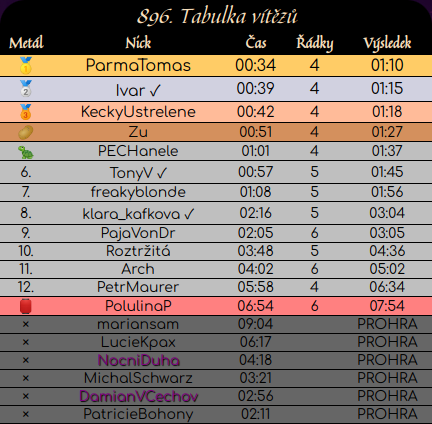 896. Tabulka vítězů
Metál Nick Čas Řádky Výsledek
1 ParmaTomas 00:34 4 01:10
2 Ivar ✓ 00:39 4 01:15
3 KeckyUstrelene 00:42 4 01:18
Zu 00:51 4 01:27
PECHanele 01:01 4 01:37
6. TonyV ✓ 00:57 5 01:45
7. freakyblonde 01:08 5 01:56
8. klara_kafkova ✓ 02:16 5 03:04
9. PajaVonDr 02:05 6 03:05
10. Roztržitá 03:48 5 04:36
11. Arch 04:02 6 05:02
12. PetrMaurer 05:58 4 06:34
PolulinaP 06:54 6 07:54
× mariansam 09:04 PROHRA
× LucieKpax 06:17 PROHRA
× NocniDuha 04:18 PROHRA
× MichalSchwarz 03:21 PROHRA
× DamianVCechov 02:56 PROHRA
× PatricieBohony 02:11 PROHRA